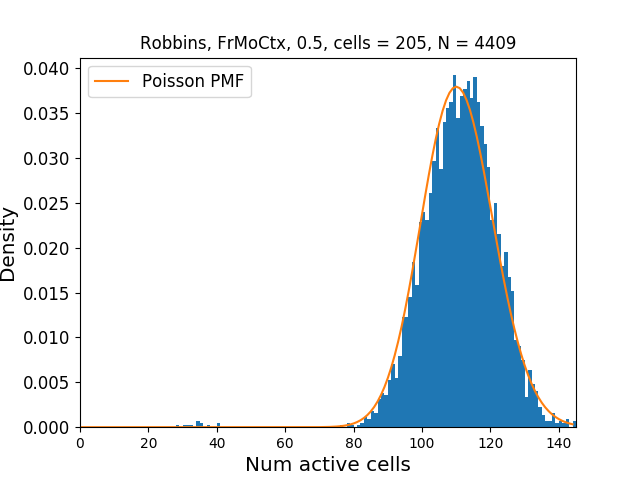 Robbins, FrMoCtx, 0.5, cells = 205, N = 4409
Poisson PMF
0.040
0.035
0.030
0.025
0.020
0.015
0.010
0.005
0.000
Density
0 20 40 60 80 100 120 140
Num active cells